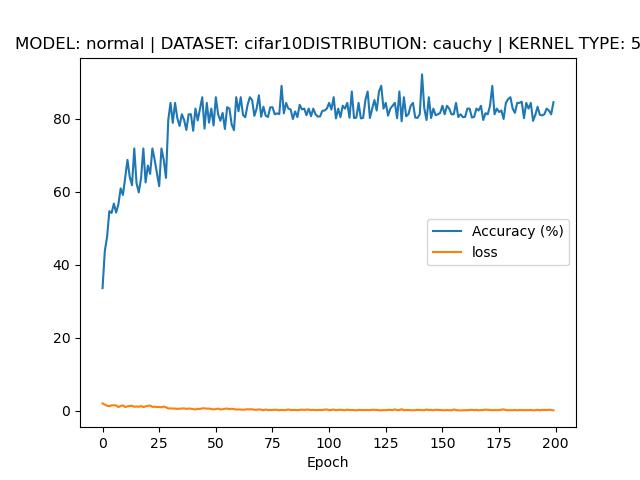 MODEL: normal | DATASET: cifar10DISTRIBUTION: cauchy | KERNEL TYPE: 5
80
60
40
20
0
Accuracy (%)
loss
0 25 50 75 100 125 150 175 200
Epoch